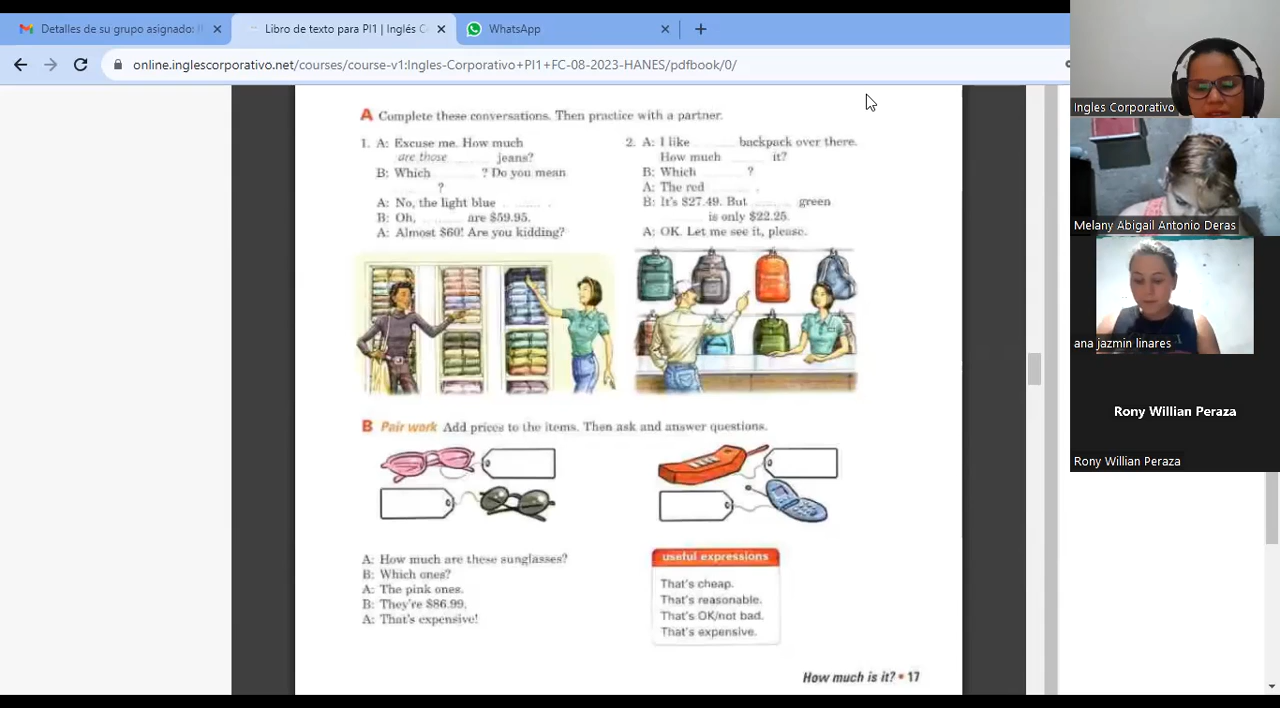 Detalles de su grupo asignado: I
Libro de texto para PI1 | Inglés C
WhatsApp
online.inglescorporativo.net/courses/course-v1:Ingles-Corporativo+PI1+FC-08-2023-HANES/pdfbook/0/
A Complete these conversations. Then practice with a partner.
1. A: Excuse me. How much
are those jeans?
B: Which ? Do you mean
?
A: No, the light blue .
B: Oh, are $59.95.
A: Almost $60! Are you kidding?
2. A: I like backpack over there.
How much it?
B: Which ?
A: The red .
B: It's $27.49. But green
is only $22.25.
A: OK. Let me see it, please.
B Pair work Add prices to the items. Then ask and answer questions.
A: How much are these sunglasses?
B: Which ones?
A: The pink ones.
B: They're $86.99.
A: That's expensive!
useful expressions
That's cheap.
That's reasonable.
That's OK/not bad.
That's expensive.
How much is it? • 17
Ingles Corporativo
Melany Abigail Antonio Deras
ana jazmin linares
Rony Willian Peraza
Rony Willian Peraza